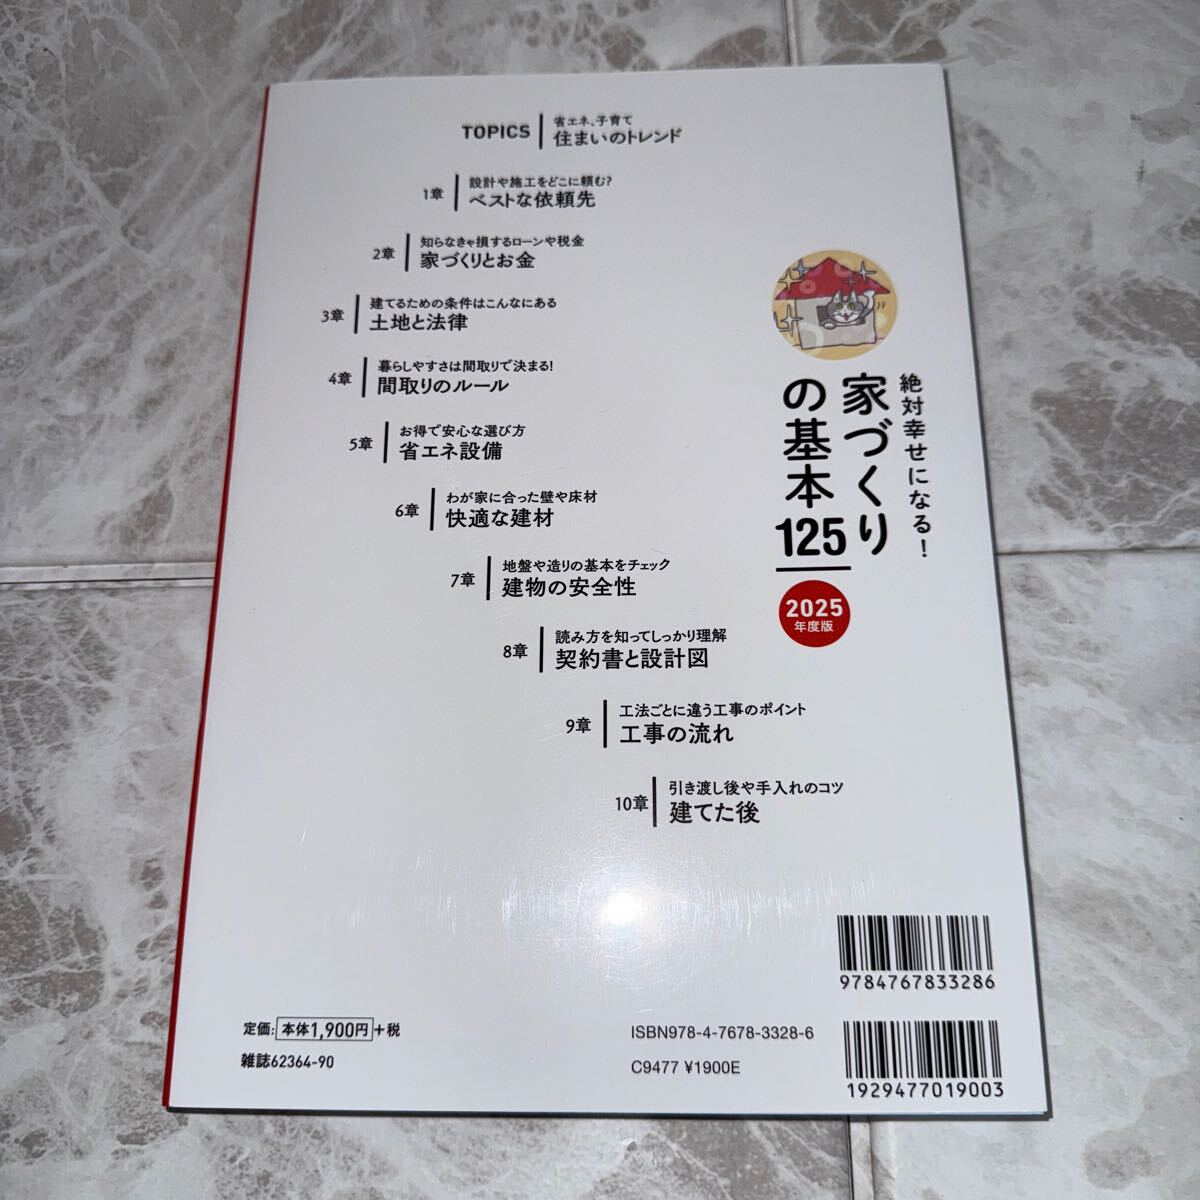 TOPICS
省エネ、子育て
住まいのトレンド
1章
設計や施工をどこに頼む?
ベストな依頼先
2章
知らなきゃ損するローンや税金
家づくりとお金
3章
建てるための条件はこんなにある
土地と法律
4章
暮らしやすさは間取りで決まる!
間取りのルール
5章
お得で安心な選び方
省エネ設備
6章
わが家に合った壁や床材
快適な建材
7章
地盤や造りの基本をチェック
建物の安全性
8章
読み方を知ってしっかり理解
契約書と設計図
9章
工法ごとに違う工事のポイント
工事の流れ
10章
引き渡し後や手入れのコツ
建てた後
絶対幸せになる!
家づくり
の基本
125
2025
年度版
9784767833286
定価:本体1,900円+税
雑誌62364-90
ISBN978-4-7678-3328-6
C9477 ¥1900E
1929477019003